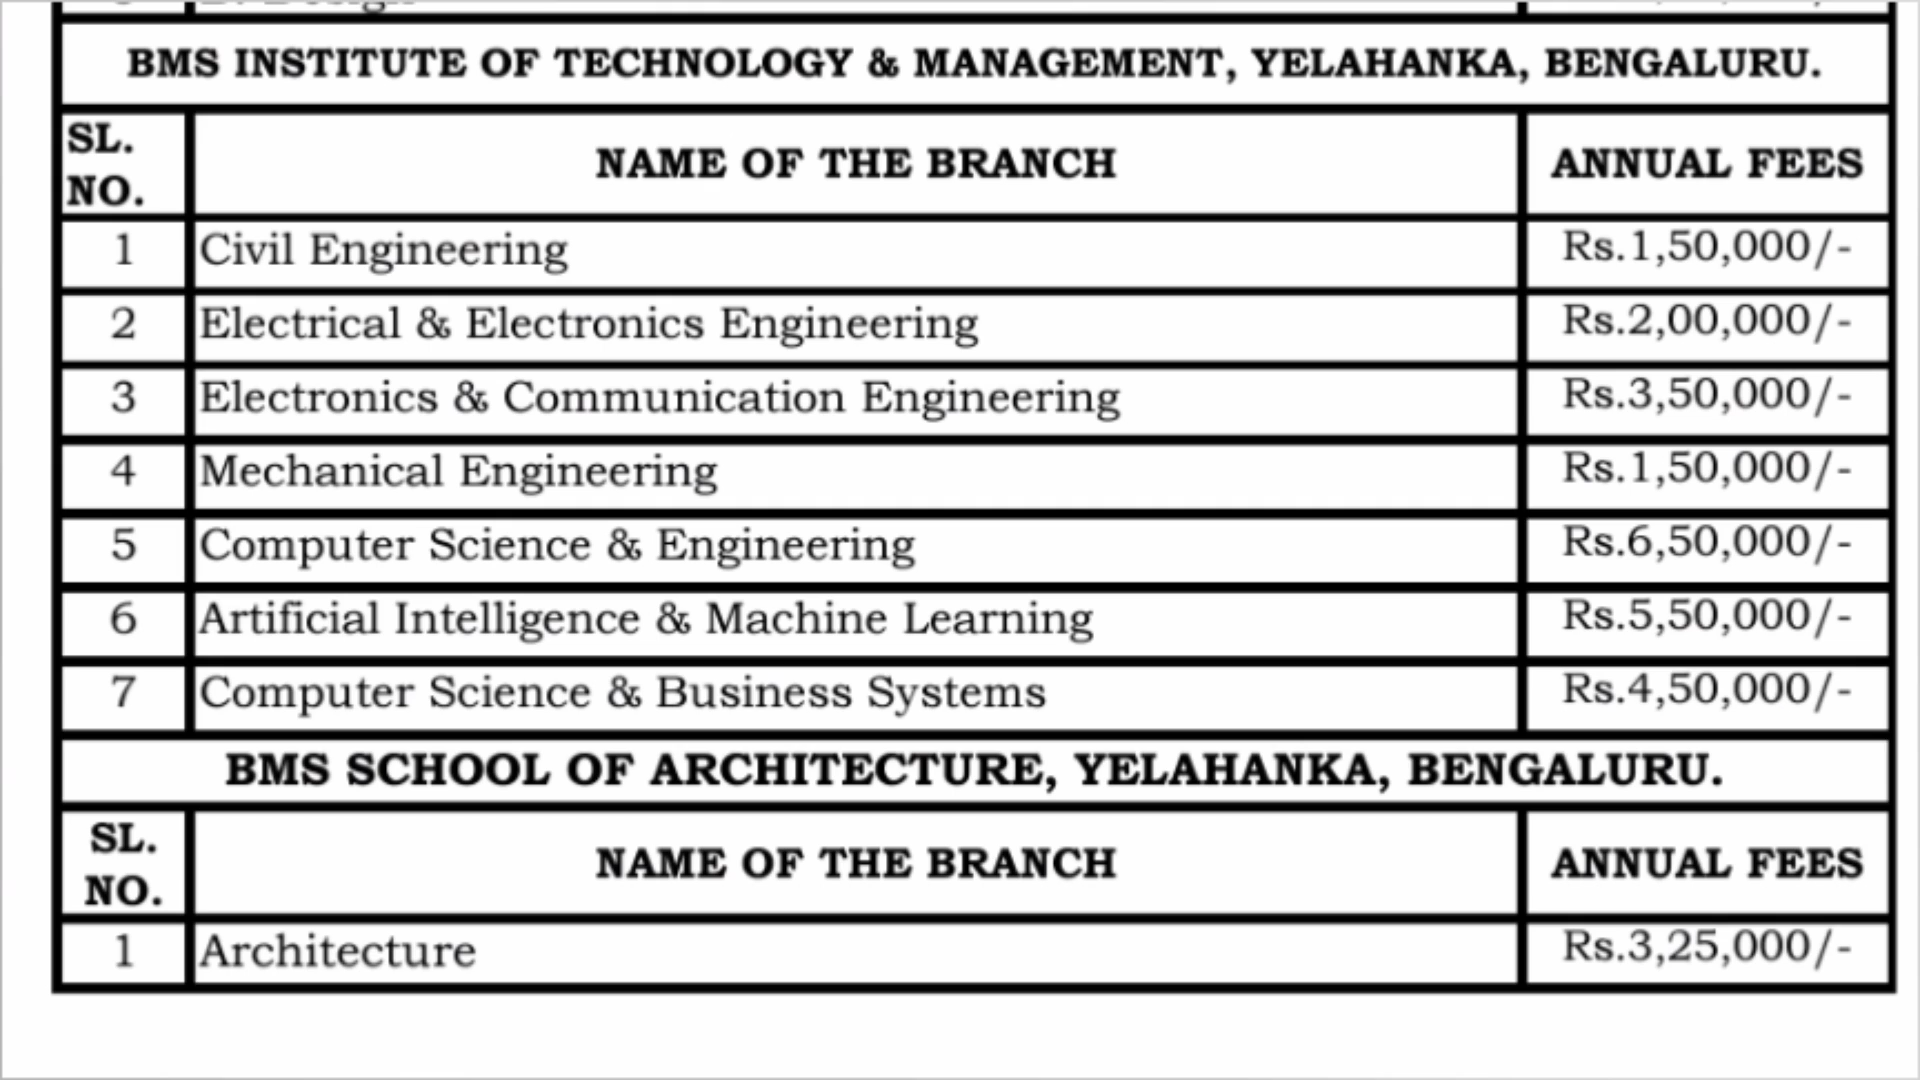 BMS INSTITUTE OF TECHNOLOGY & MANAGEMENT, YELAHANKA, BENGALURU.
SL. NO. NAME OF THE BRANCH ANNUAL FEES
1 Civil Engineering Rs.1,50,000/-
2 Electrical & Electronics Engineering Rs.2,00,000/-
3 Electronics & Communication Engineering Rs.3,50,000/-
4 Mechanical Engineering Rs.1,50,000/-
5 Computer Science & Engineering Rs.6,50,000/-
6 Artificial Intelligence & Machine Learning Rs.5,50,000/-
7 Computer Science & Business Systems Rs.4,50,000/-
BMS SCHOOL OF ARCHITECTURE, YELAHANKA, BENGALURU.
SL. NO. NAME OF THE BRANCH ANNUAL FEES
1 Architecture Rs.3,25,000/-